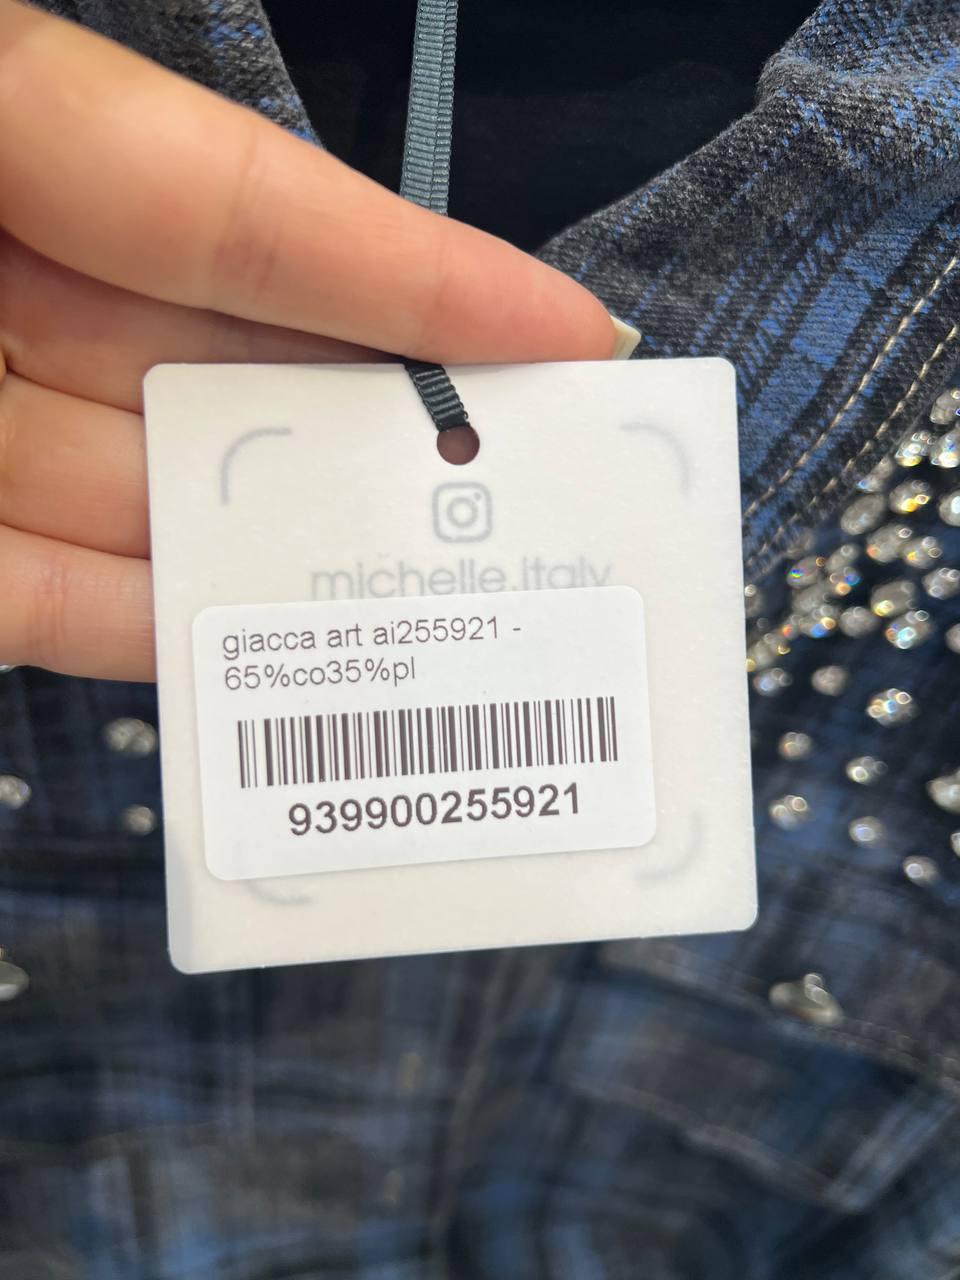 michelle.italy
giacca art ai255921 -
65%co35%pl
939900255921